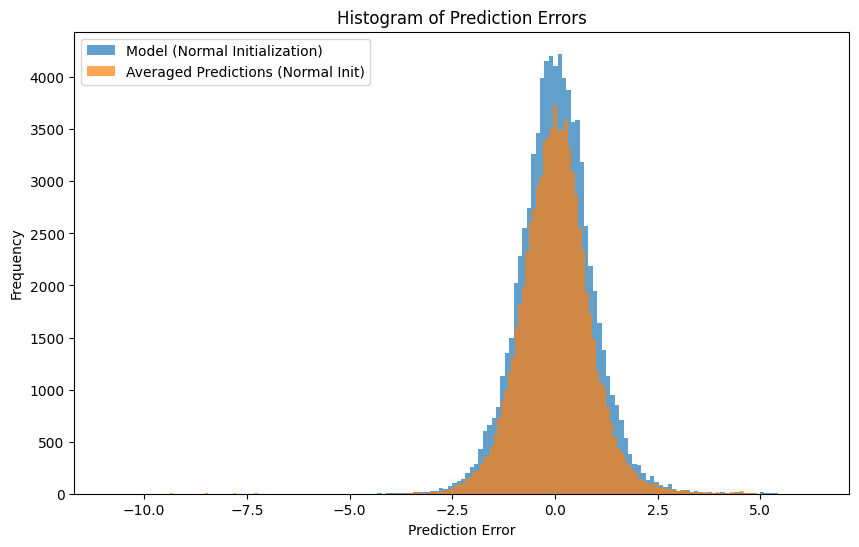 Histogram of Prediction Errors
Model (Normal Initialization)
Averaged Predictions (Normal Init)
4000
3500
3000
2500
2000
1500
1000
500
0
Frequency
−10.0 −7.5 −5.0 −2.5 0.0 2.5 5.0
Prediction Error